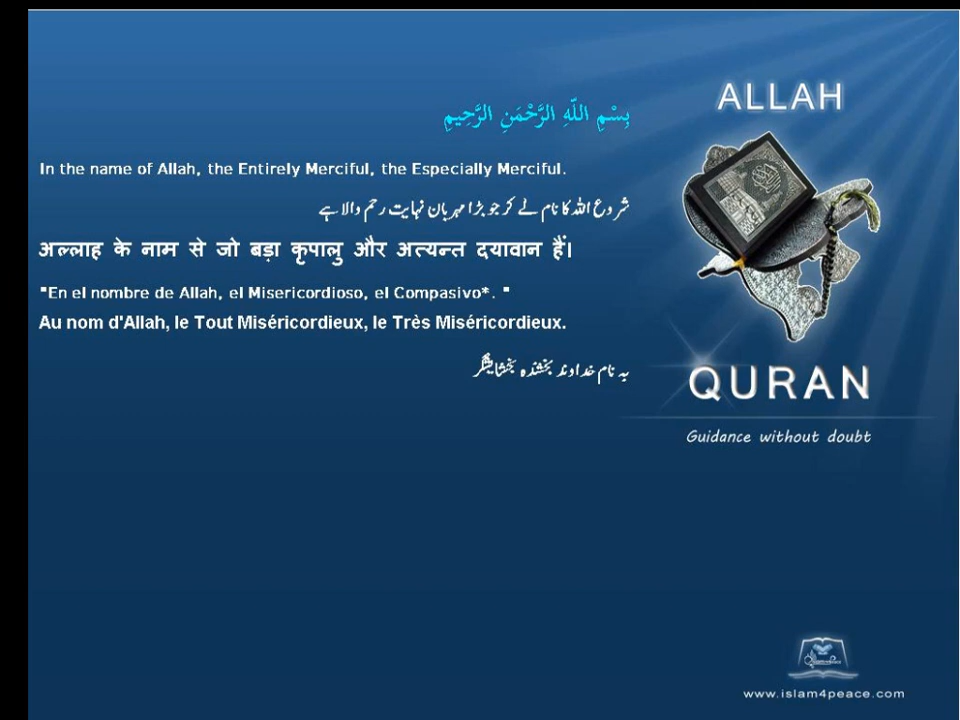 بِسْمِ اللّهِ الرَّحْمَنِ الرَّحِيمِ
In the name of Allah, the Entirely Merciful, the Especially Merciful.
شروع الله کا نام لے کر جو بڑا مہربان نہایت رحم والا ہے
अल्लाह के नाम से जो बड़ा कृपालु और अत्यन्त दयावान हैं।
"En el nombre de Allah, el Misericordioso, el Compasivo*. "
Au nom d'Allah, le Tout Miséricordieux, le Très Miséricordieux.
به نام خداوند بخشنده بخشایشگر
ALLAH
QURAN
Guidance without doubt
www.islam4peace.com